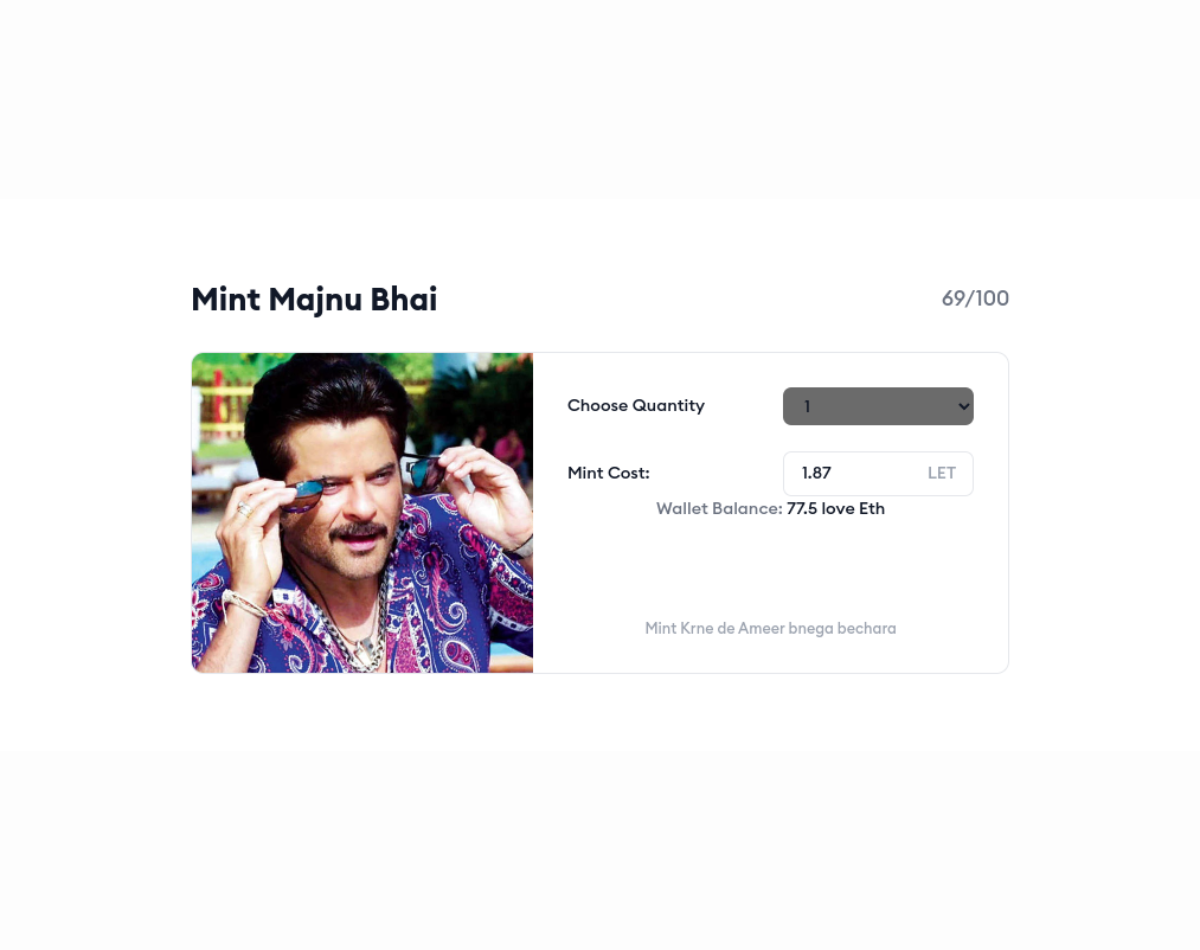 Mint Majnu Bhai
69/100
Choose Quantity
1
Mint Cost:
1.87 LET
Wallet Balance: 77.5 love Eth
Mint Krne de Ameer bnega bechara